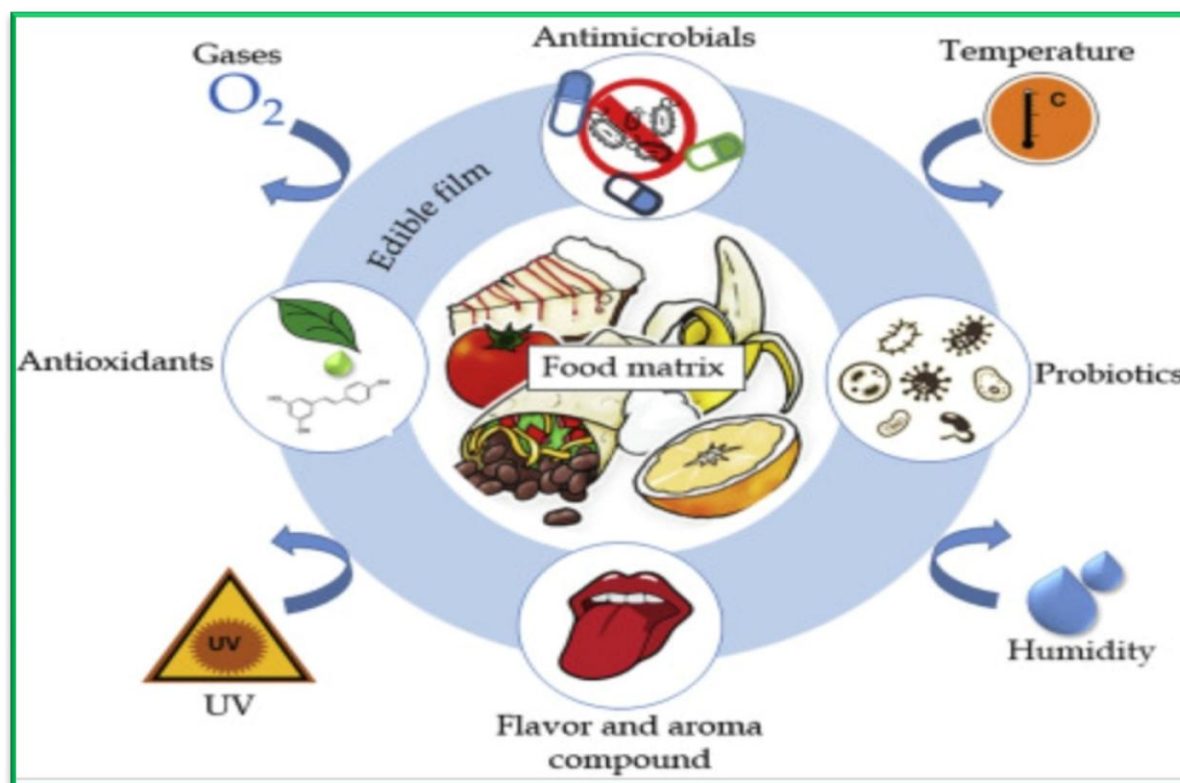 Gases
O2
Antimicrobials
Temperature
C
Edible film
Antioxidants
Food matrix
Probiotics
UV
UV
Humidity
Flavor and aroma
compound